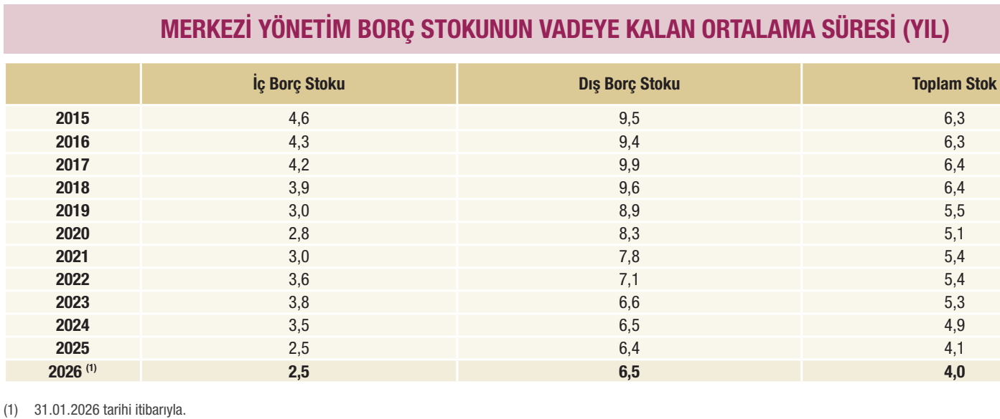 MERKEZİ YÖNETİM BORÇ STOKUNUN VADEYE KALAN ORTALAMA SÜRESİ (YIL)
İç Borç Stoku Dış Borç Stoku Toplam Stok
2015 4,6 9,5 6,3
2016 4,3 9,4 6,3
2017 4,2 9,9 6,4
2018 3,9 9,6 6,4
2019 3,0 8,9 5,5
2020 2,8 8,3 5,1
2021 3,0 7,8 5,4
2022 3,6 7,1 5,4
2023 3,8 6,6 5,3
2024 3,5 6,5 4,9
2025 2,5 6,4 4,1
2026 (1) 2,5 6,5 4,0
(1) 31.01.2026 tarihi itibarıyla.